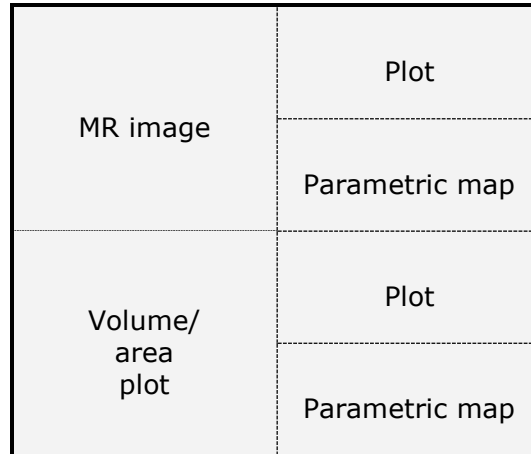 MR image
Plot
Parametric map
Volume/
area
plot
Plot
Parametric map